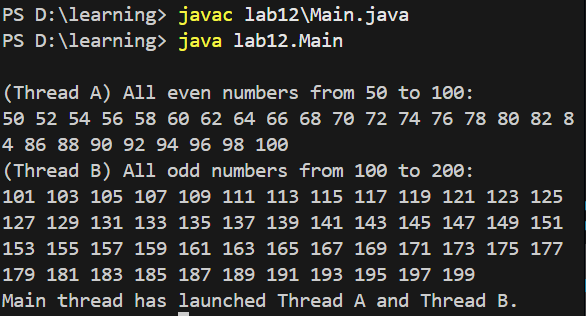 PS D:\learning> javac lab12\Main.java
PS D:\learning> java lab12.Main
(Thread A) All even numbers from 50 to 100:
50 52 54 56 58 60 62 64 66 68 70 72 74 76 78 80 82 8
4 86 88 90 92 94 96 98 100
(Thread B) All odd numbers from 100 to 200:
101 103 105 107 109 111 113 115 117 119 121 123 125
127 129 131 133 135 137 139 141 143 145 147 149 151
153 155 157 159 161 163 165 167 169 171 173 175 177
179 181 183 185 187 189 191 193 195 197 199
Main thread has launched Thread A and Thread B.